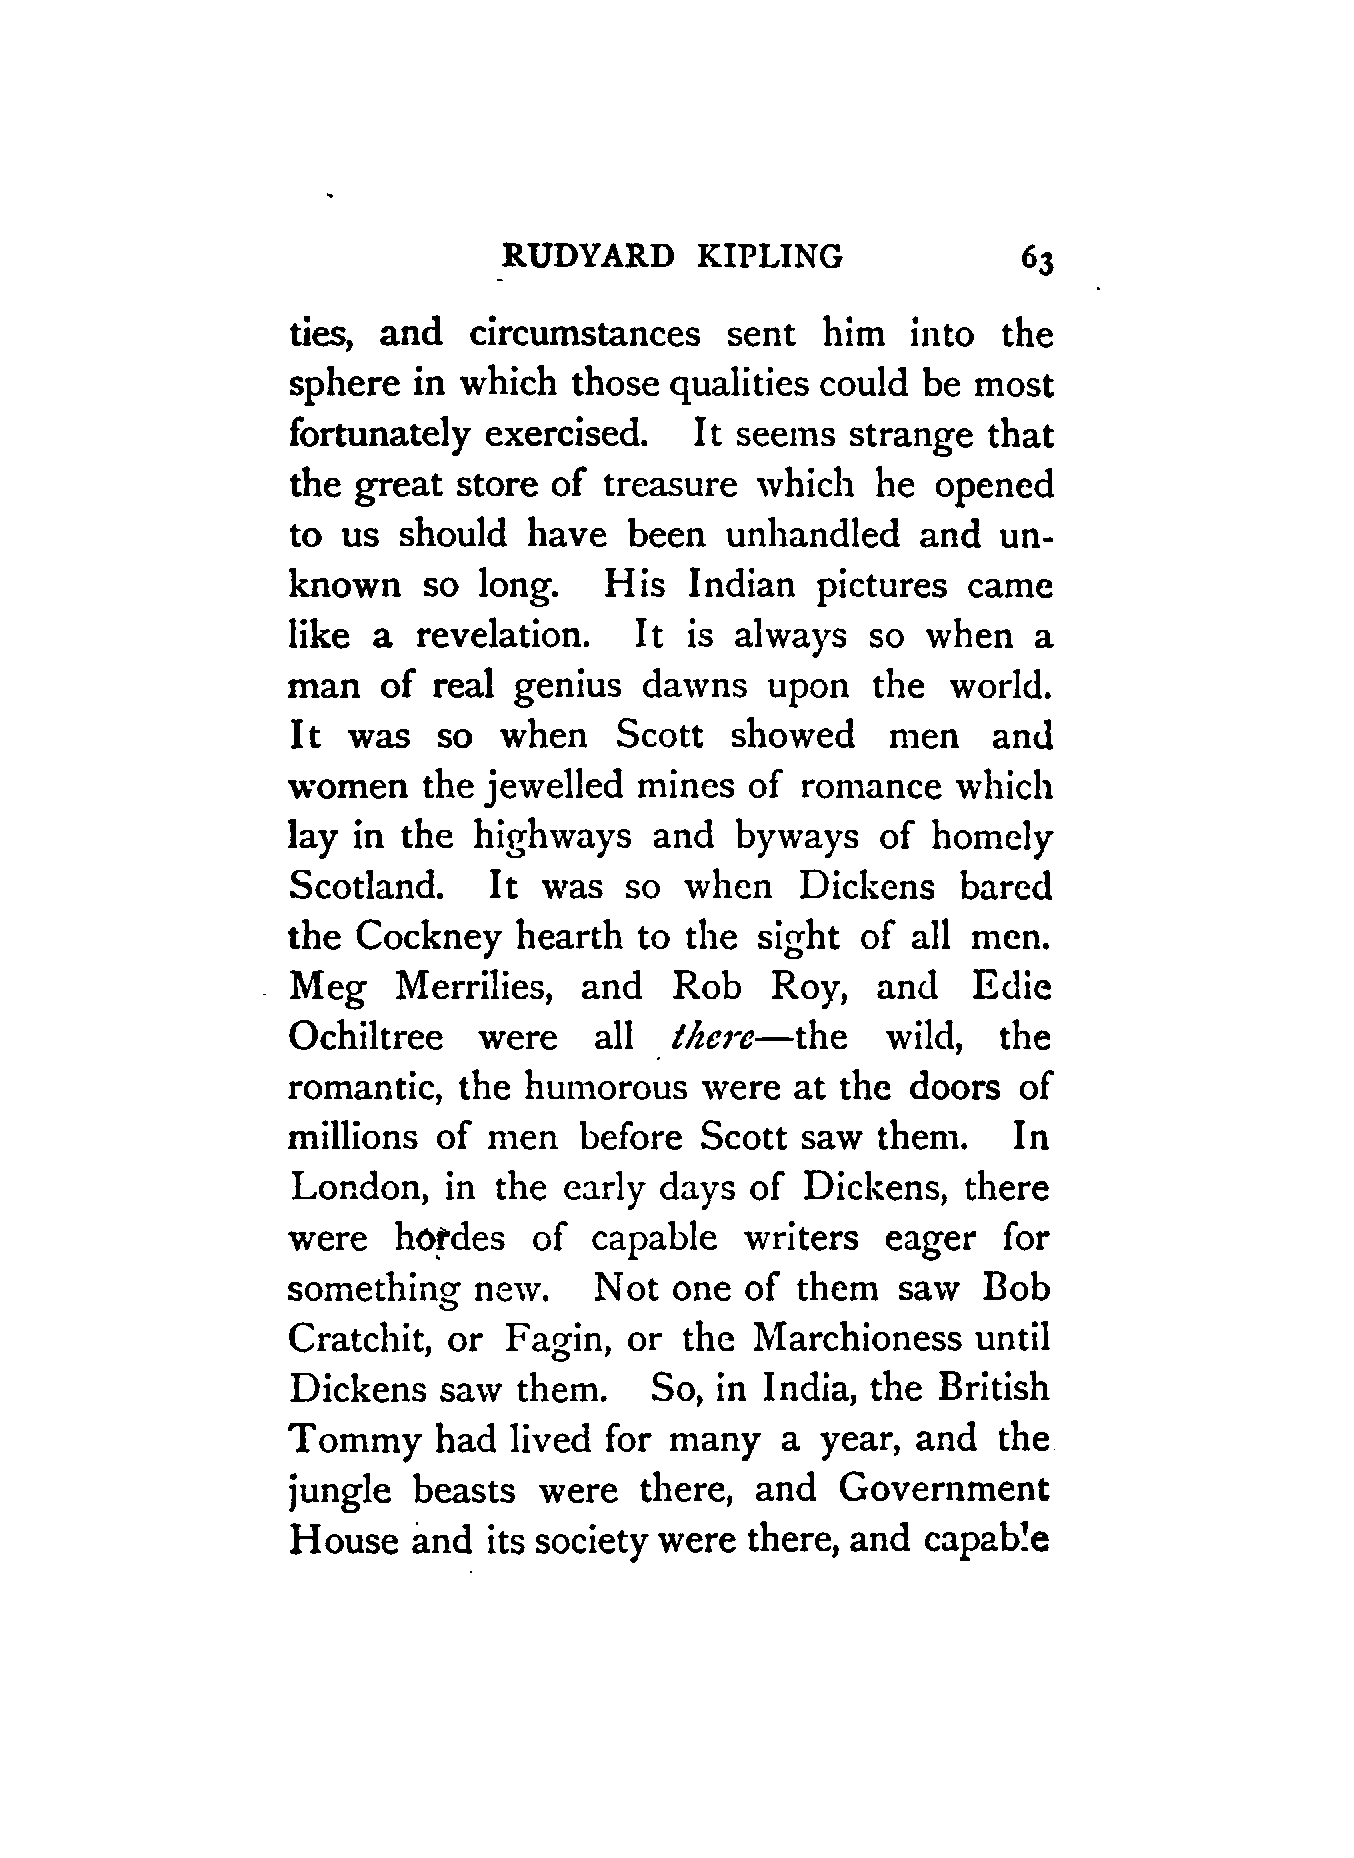 RUDYARD KIPLING 63
ties, and circumstances sent him into the
sphere in which those qualities could be most
fortunately exercised. It seems strange that
the great store of treasure which he opened
to us should have been unhandled and un-
known so long. His Indian pictures came
like a revelation. It is always so when a
man of real genius dawns upon the world.
It was so when Scott showed men and
women the jewelled mines of romance which
lay in the highways and byways of homely
Scotland. It was so when Dickens bared
the Cockney hearth to the sight of all men.
Meg Merrilies, and Rob Roy, and Edie
Ochiltree were all there—the wild, the
romantic, the humorous were at the doors of
millions of men before Scott saw them. In
London, in the early days of Dickens, there
were hordes of capable writers eager for
something new. Not one of them saw Bob
Cratchit, or Fagin, or the Marchioness until
Dickens saw them. So, in India, the British
Tommy had lived for many a year, and the
jungle beasts were there, and Government
House and its society were there, and capable